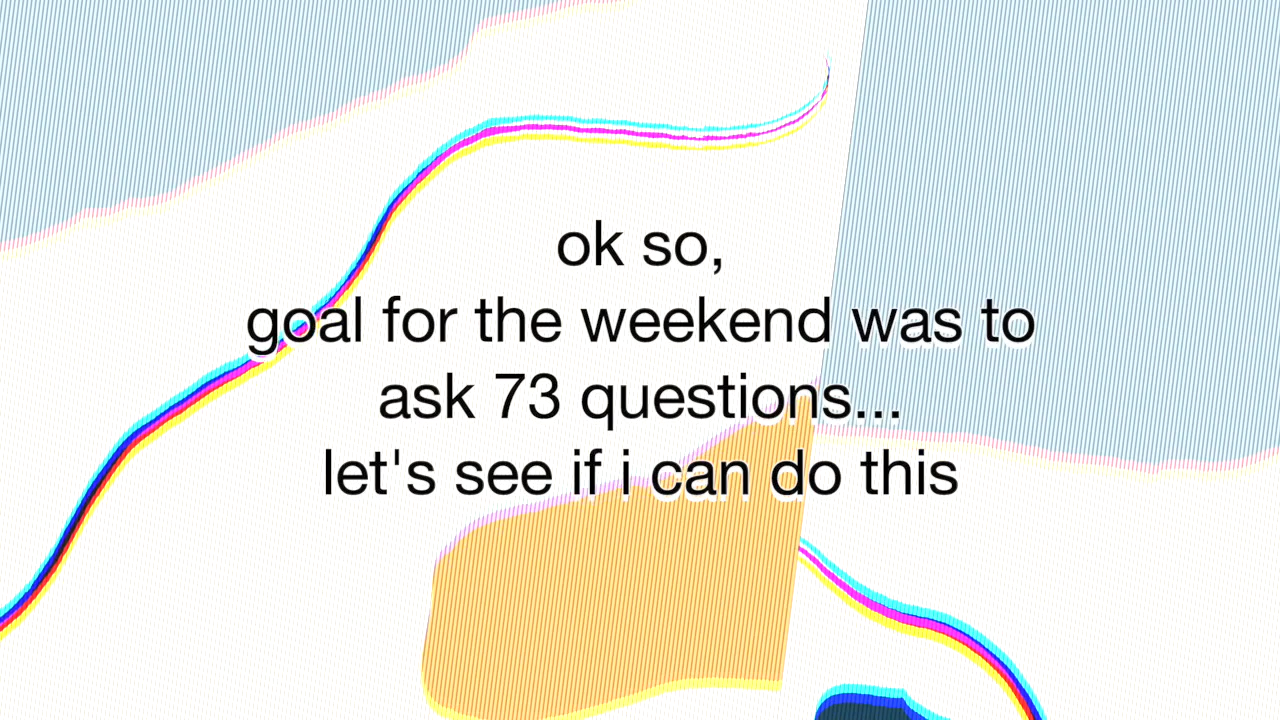 ok so,
goal for the weekend was to
ask 73 questions...
let's see if i can do this